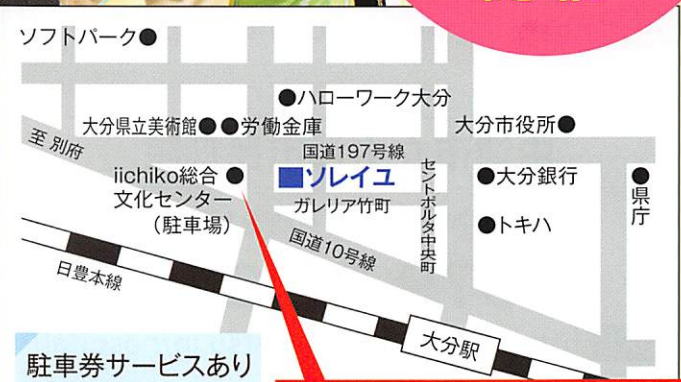 ソフトパーク
ハローワーク大分
大分県立美術館
労働金庫
大分市役所
至 別府
国道197号線
iichiko総合
文化センター
(駐車場)
ソレイユ
ガレリア竹町
セントポルタ中央町
大分銀行
トキハ
県庁
国道10号線
日豊本線
大分駅
駐車券サービスあり